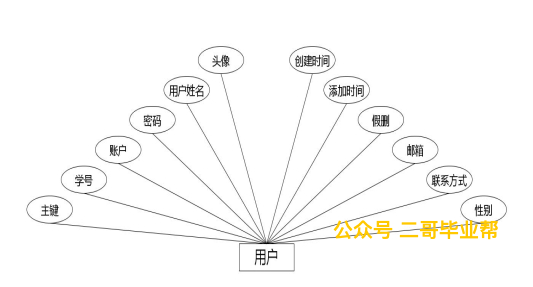 头像
创建时间
用户姓名
添加时间
密码
假删
账户
邮箱
学号
联系方式
主键
性别
公众号 二哥毕业帮
用户